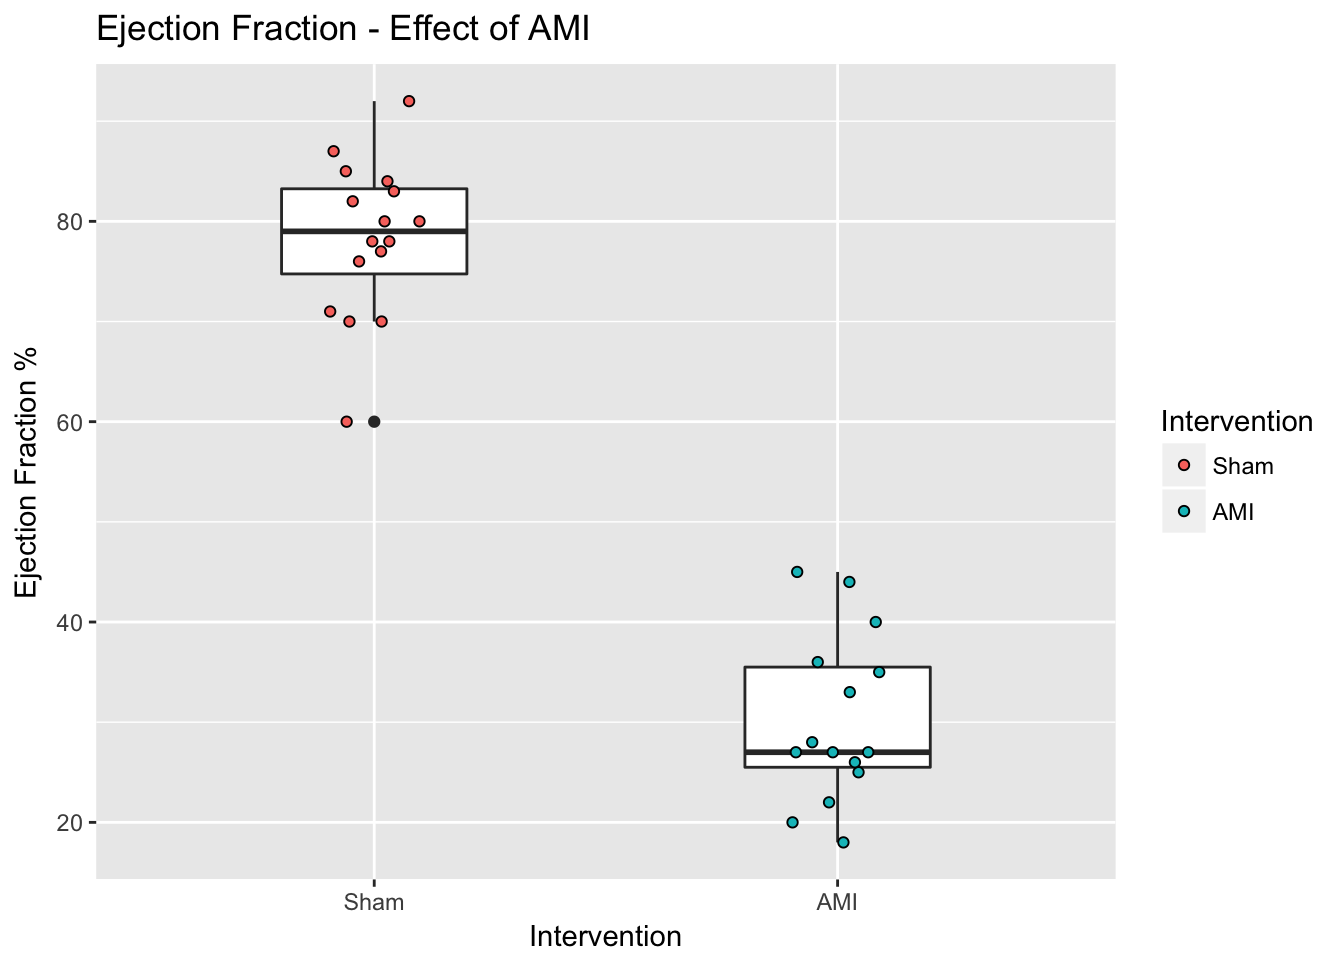 Ejection Fraction - Effect of AMI
Ejection Fraction %
80
60
40
20
Sham
AMI
Intervention
Intervention
Sham
AMI